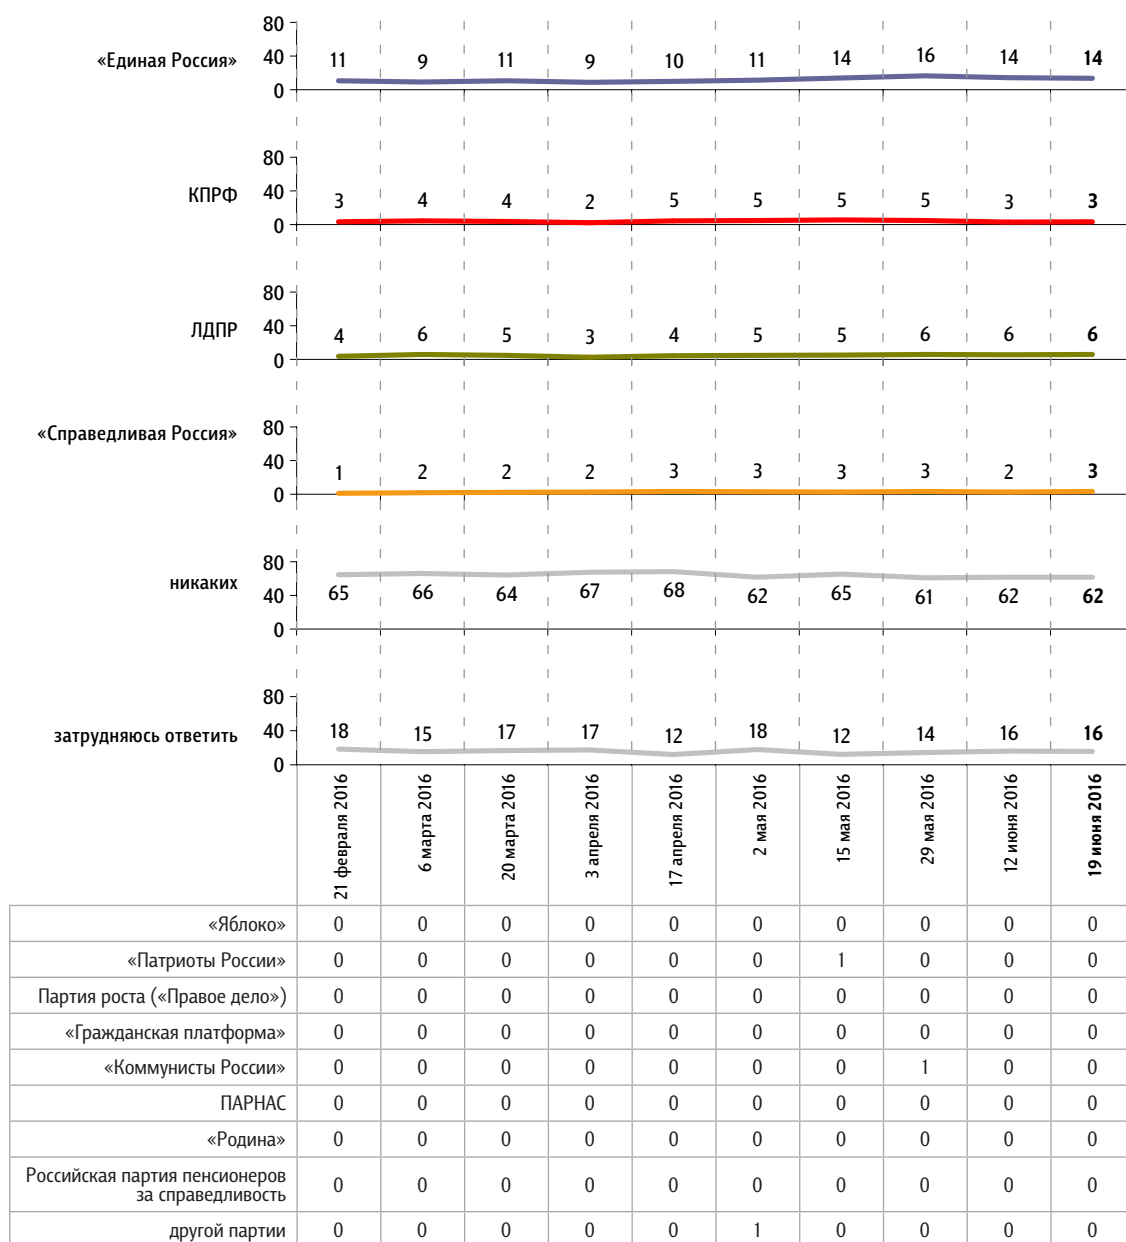 80
«Единая Россия» 40 11 9 11 9 10 11 14 16 14 14
0
80
КПРФ 40 3 4 4 2 5 5 5 5 3 3
0
80
ЛДПР 40 4 6 5 3 4 5 5 6 6 6
0
80
«Справедливая Россия» 40 1 2 2 2 3 3 3 3 2 3
0
80
никаких 40 65 66 64 67 68 62 65 61 62 62
0
80
затрудняюсь ответить 40 18 15 17 17 12 18 12 14 16 16
0
21 февраля 2016
6 марта 2016
20 марта 2016
3 апреля 2016
17 апреля 2016
2 мая 2016
15 мая 2016
29 мая 2016
12 июня 2016
19 июня 2016
«Яблоко» 0 0 0 0 0 0 0 0 0 0
«Патриоты России» 0 0 0 0 0 0 1 0 0 0
Партия роста («Правое дело») 0 0 0 0 0 0 0 0 0 0
«Гражданская платформа» 0 0 0 0 0 0 0 0 0 0
«Коммунисты России» 0 0 0 0 0 0 0 1 0 0
ПАРНАС 0 0 0 0 0 0 0 0 0 0
«Родина» 0 0 0 0 0 0 0 0 0 0
Российская партия пенсионеров
за справедливость 0 0 0 0 0 0 0 0 0 0
другой партии 0 0 0 0 0 1 0 0 0 0